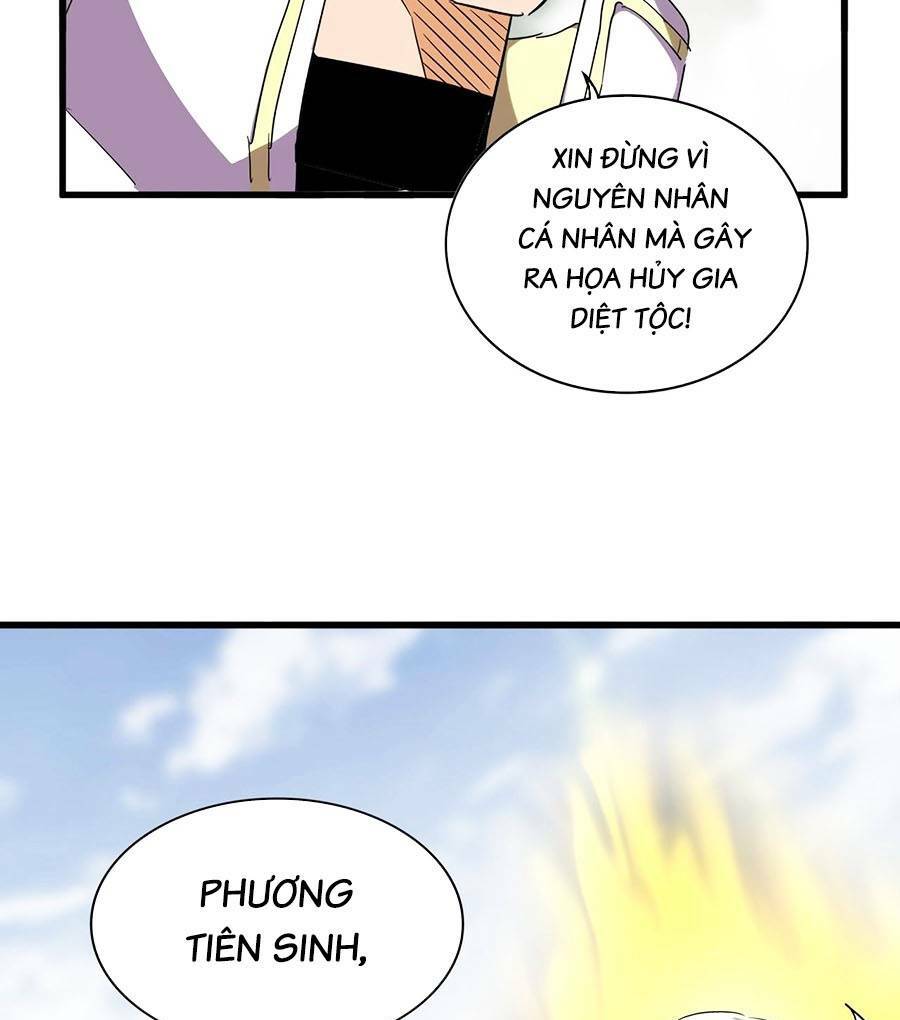 XIN ĐỪNG VÌ
NGUYÊN NHÂN
CÁ NHÂN MÀ GÂY
RA HỌA HỦY GIA
DIỆT TỘC!
PHƯƠNG
TIÊN SINH,